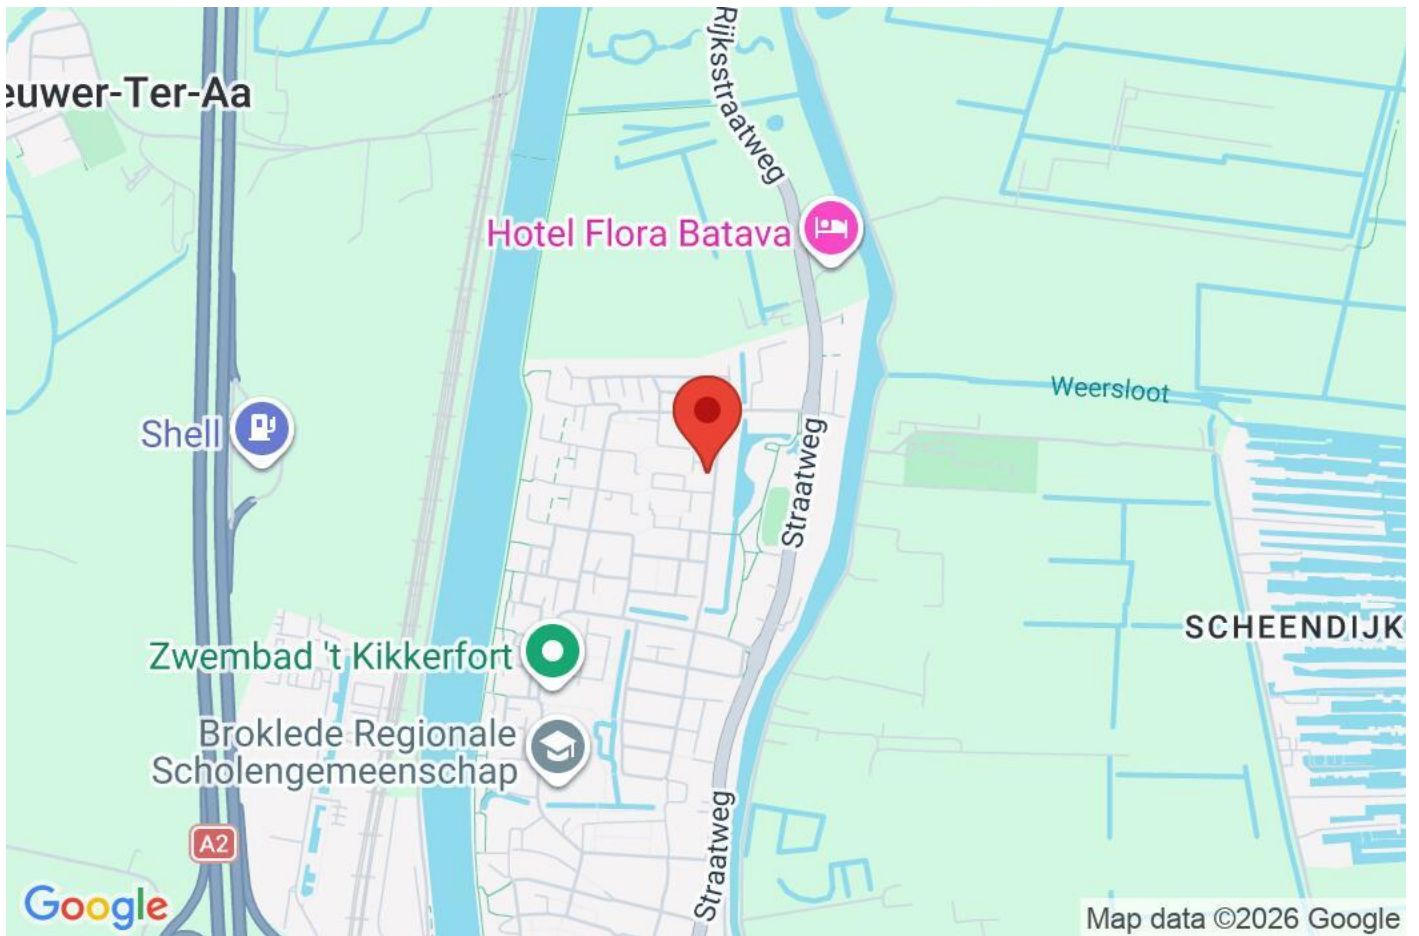 Rijksstraatweg
euwer-Ter-Aa
Hotel Flora Batava
Weersloot
Shell
Straatweg
SCHEENDIJK
Zwembad 't Kikkerfort
Broklede Regionale
Scholengemeenschap
Straatweg
A2
Google
Map data ©2026 Google